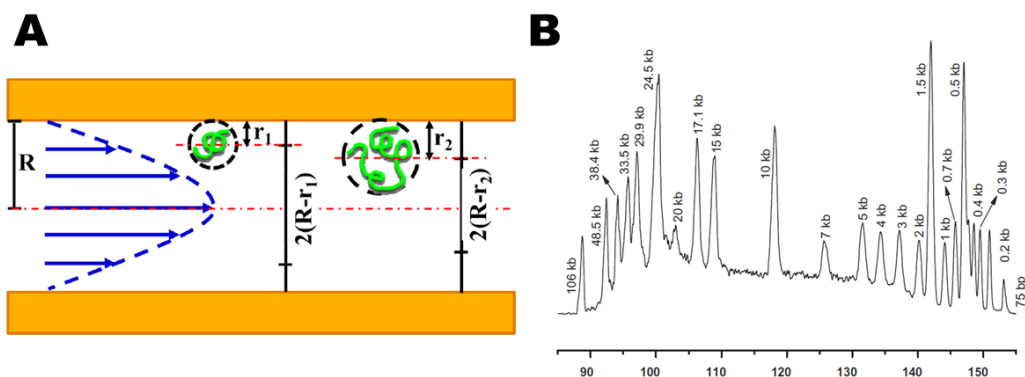 A
R
r1
r2
2(R-r1)
2(R-r2)
B
106 kb
48.5 kb
38.4 kb
33.5 kb
29.9 kb
24.5 kb
20 kb
17.1 kb
15 kb
10 kb
7 kb
5 kb
4 kb
3 kb
2 kb
1.5 kb
1 kb
0.7 kb
0.5 kb
0.4 kb
0.3 kb
0.2 kb
75 bp
90 100 110 120 130 140 150